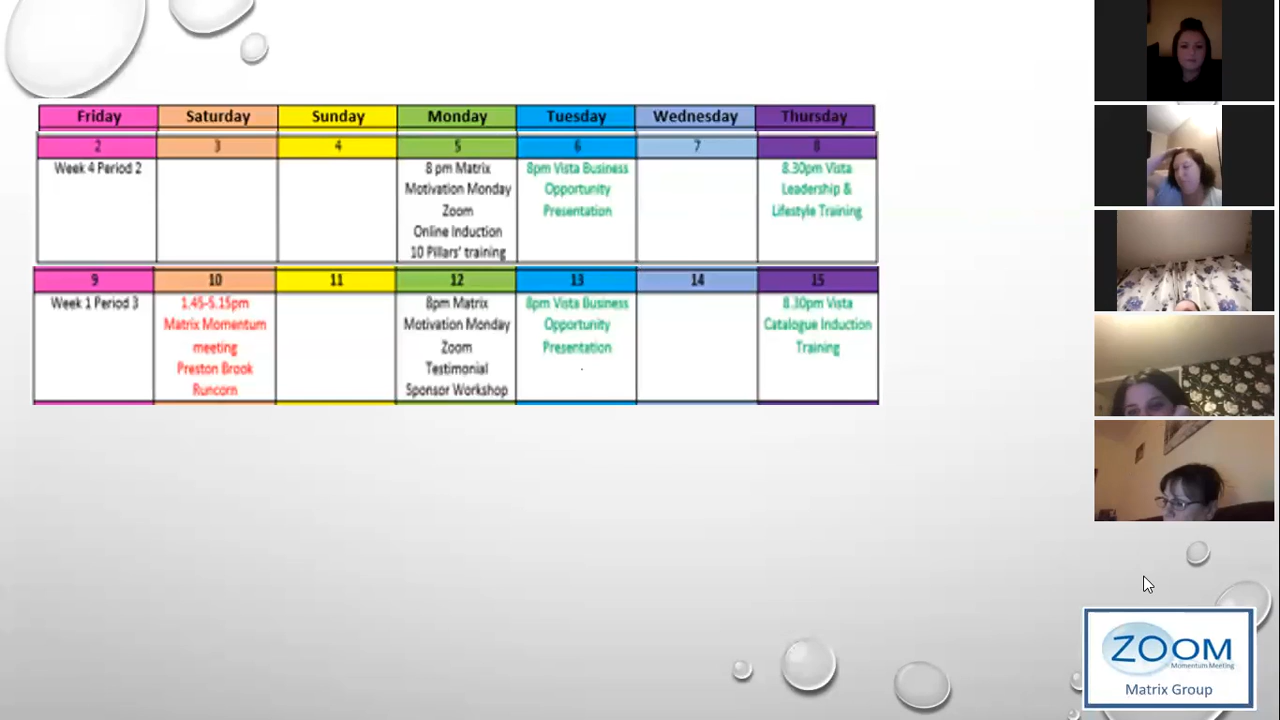 Friday Saturday Sunday Monday Tuesday Wednesday Thursday
2 3 4 5 6 7 8
Week 4 Period 2
8 pm Matrix
Motivation Monday
Zoom
Online Induction
10 Pillars' training
8pm Vista Business
Opportunity
Presentation
8.30pm Vista
Leadership &
Lifestyle Training
9 10 11 12 13 14 15
Week 1 Period 3
1.45-5.15pm
Matrix Momentum
meeting
Preston Brook
Runcorn
8pm Matrix
Motivation Monday
Zoom
Testimonial
Sponsor Workshop
8pm Vista Business
Opportunity
Presentation
8.30pm Vista
Catalogue Induction
Training
ZOOM
Momentum Meeting
Matrix Group